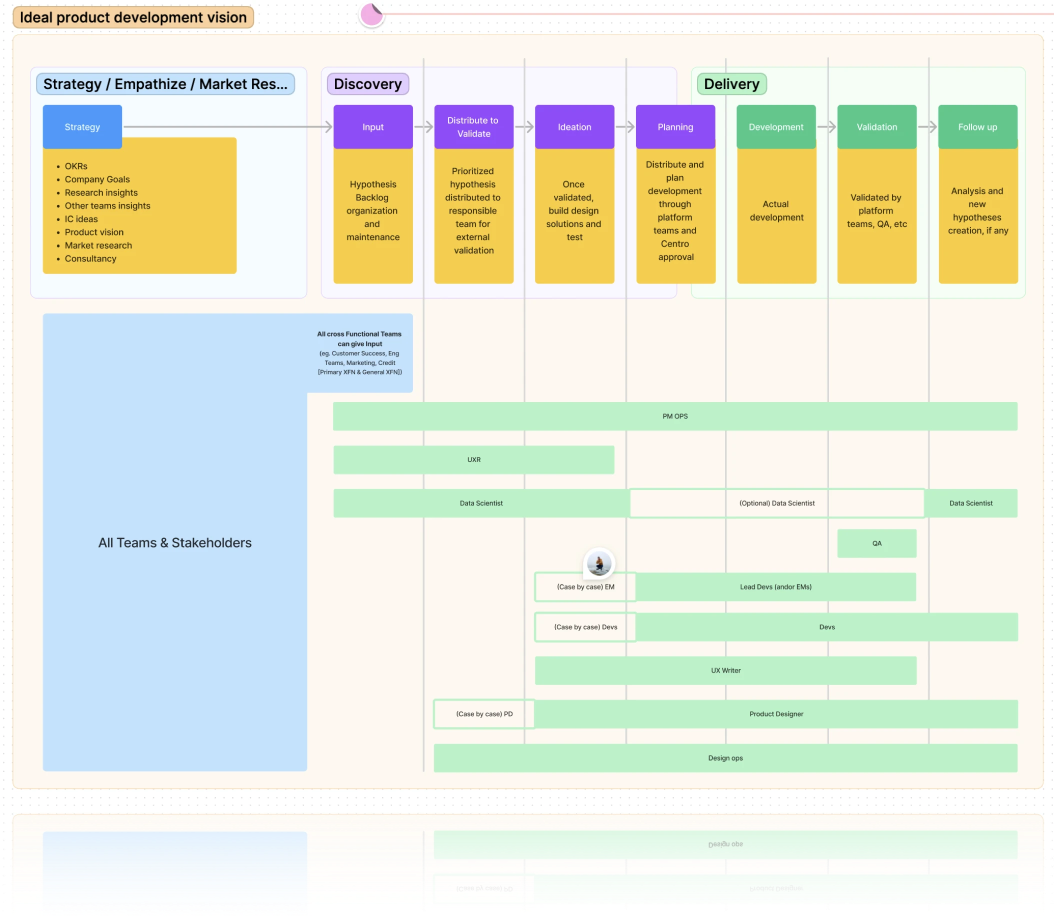 Ideal product development vision
Strategy / Empathize / Market Res...
Discovery
Delivery
Strategy
Input
Distribute to
Validate
Ideation
Planning
Development
Validation
Follow up
• OKRs
• Company Goals
• Research insights
• Other teams insights
• IC ideas
• Product vision
• Market research
• Consultancy
Hypothesis
Backlog
organization
and
maintenance
Prioritized
hypothesis
distributed to
responsible
team for
external
validation
Once
validated,
build design
solutions and
test
Distribute and
plan
development
through
platform
teams and
Centro
approval
Actual
development
Validated by
platform
teams, QA, etc
Analysis and
new
hypotheses
creation, if any
All cross Functional Teams
can give Input
(eg. Customer Success, Eng
Teams, Marketing, Credit
[Primary XFN & General XFN])
All Teams & Stakeholders
PM OPS
UXR
Data Scientist
(Optional) Data Scientist
Data Scientist
QA
(Case by case) EM
Lead Devs (andor EMs)
(Case by case) Devs
Devs
UX Writer
(Case by case) PD
Product Designer
Design ops